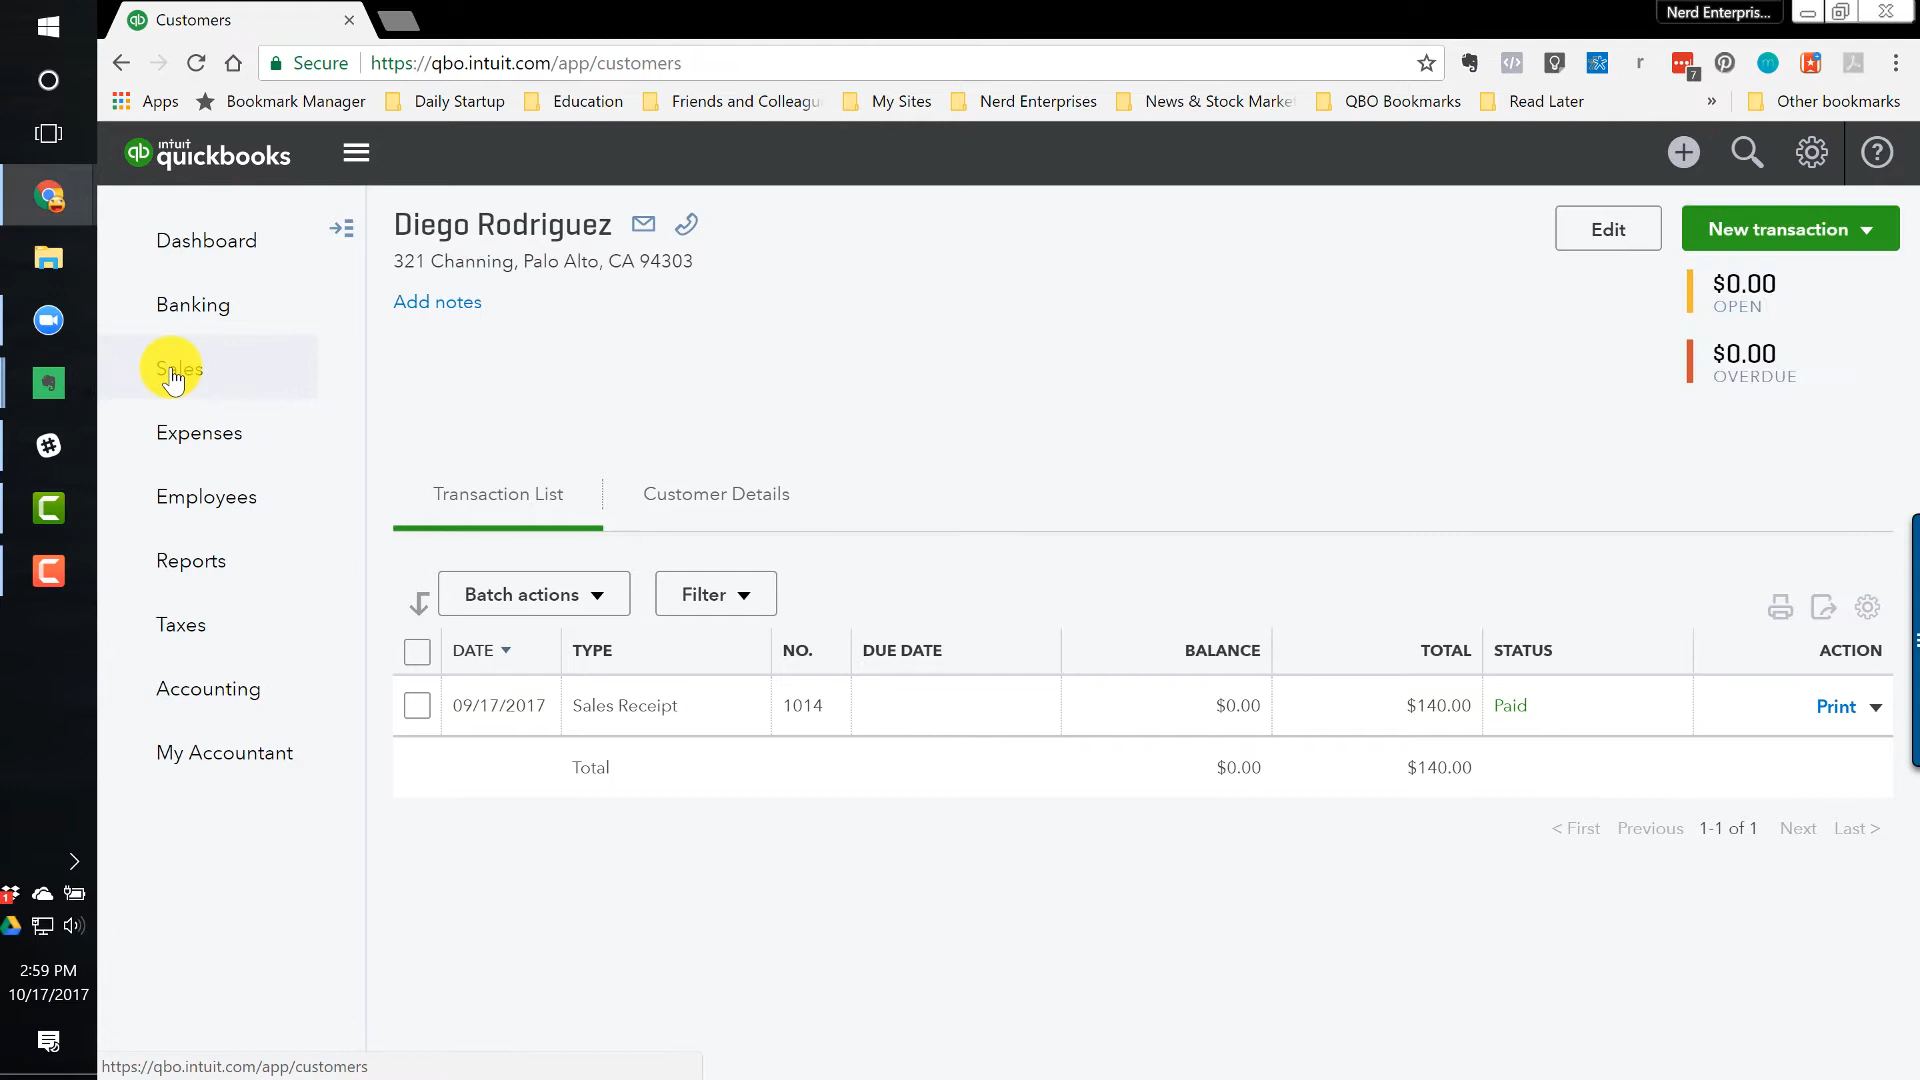 Customers
Nerd Enterpris...
Secure
https://qbo.intuit.com/app/customers
7
Apps
Bookmark Manager
Daily Startup
Education
Friends and Colleagu
My Sites
Nerd Enterprises
News & Stock Marke
QBO Bookmarks
Read Later
»
Other bookmarks
qb intuit quickbooks
Dashboard
Banking
Sales
Expenses
Employees
Reports
Taxes
Accounting
My Accountant
Diego Rodriguez
321 Channing, Palo Alto, CA 94303
Add notes
Edit
New transaction
$0.00
OPEN
$0.00
OVERDUE
Transaction List
Customer Details
Batch actions
Filter
DATE TYPE NO. DUE DATE BALANCE TOTAL STATUS ACTION
09/17/2017 Sales Receipt 1014 $0.00 $140.00 Paid Print
Total $0.00 $140.00
< First Previous 1-1 of 1 Next Last >
1
2:59 PM
10/17/2017
https://qbo.intuit.com/app/customers